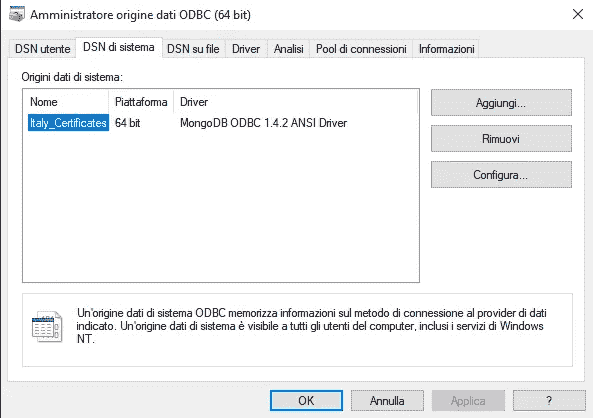 Amministratore origine dati ODBC (64 bit)
DSN utente DSN di sistema DSN su file Driver Analisi Pool di connessioni Informazioni
Origini dati di sistema:
Nome Piattaforma Driver
Italy_Certificates 64 bit MongoDB ODBC 1.4.2 ANSI Driver
Aggiungi...
Rimuovi
Configura...
Un'origine dati di sistema ODBC memorizza informazioni sul metodo di connessione al provider di dati
indicato. Un'origine dati di sistema è visibile a tutti gli utenti del computer, inclusi i servizi di Windows
NT.
OK Annulla Applica ?